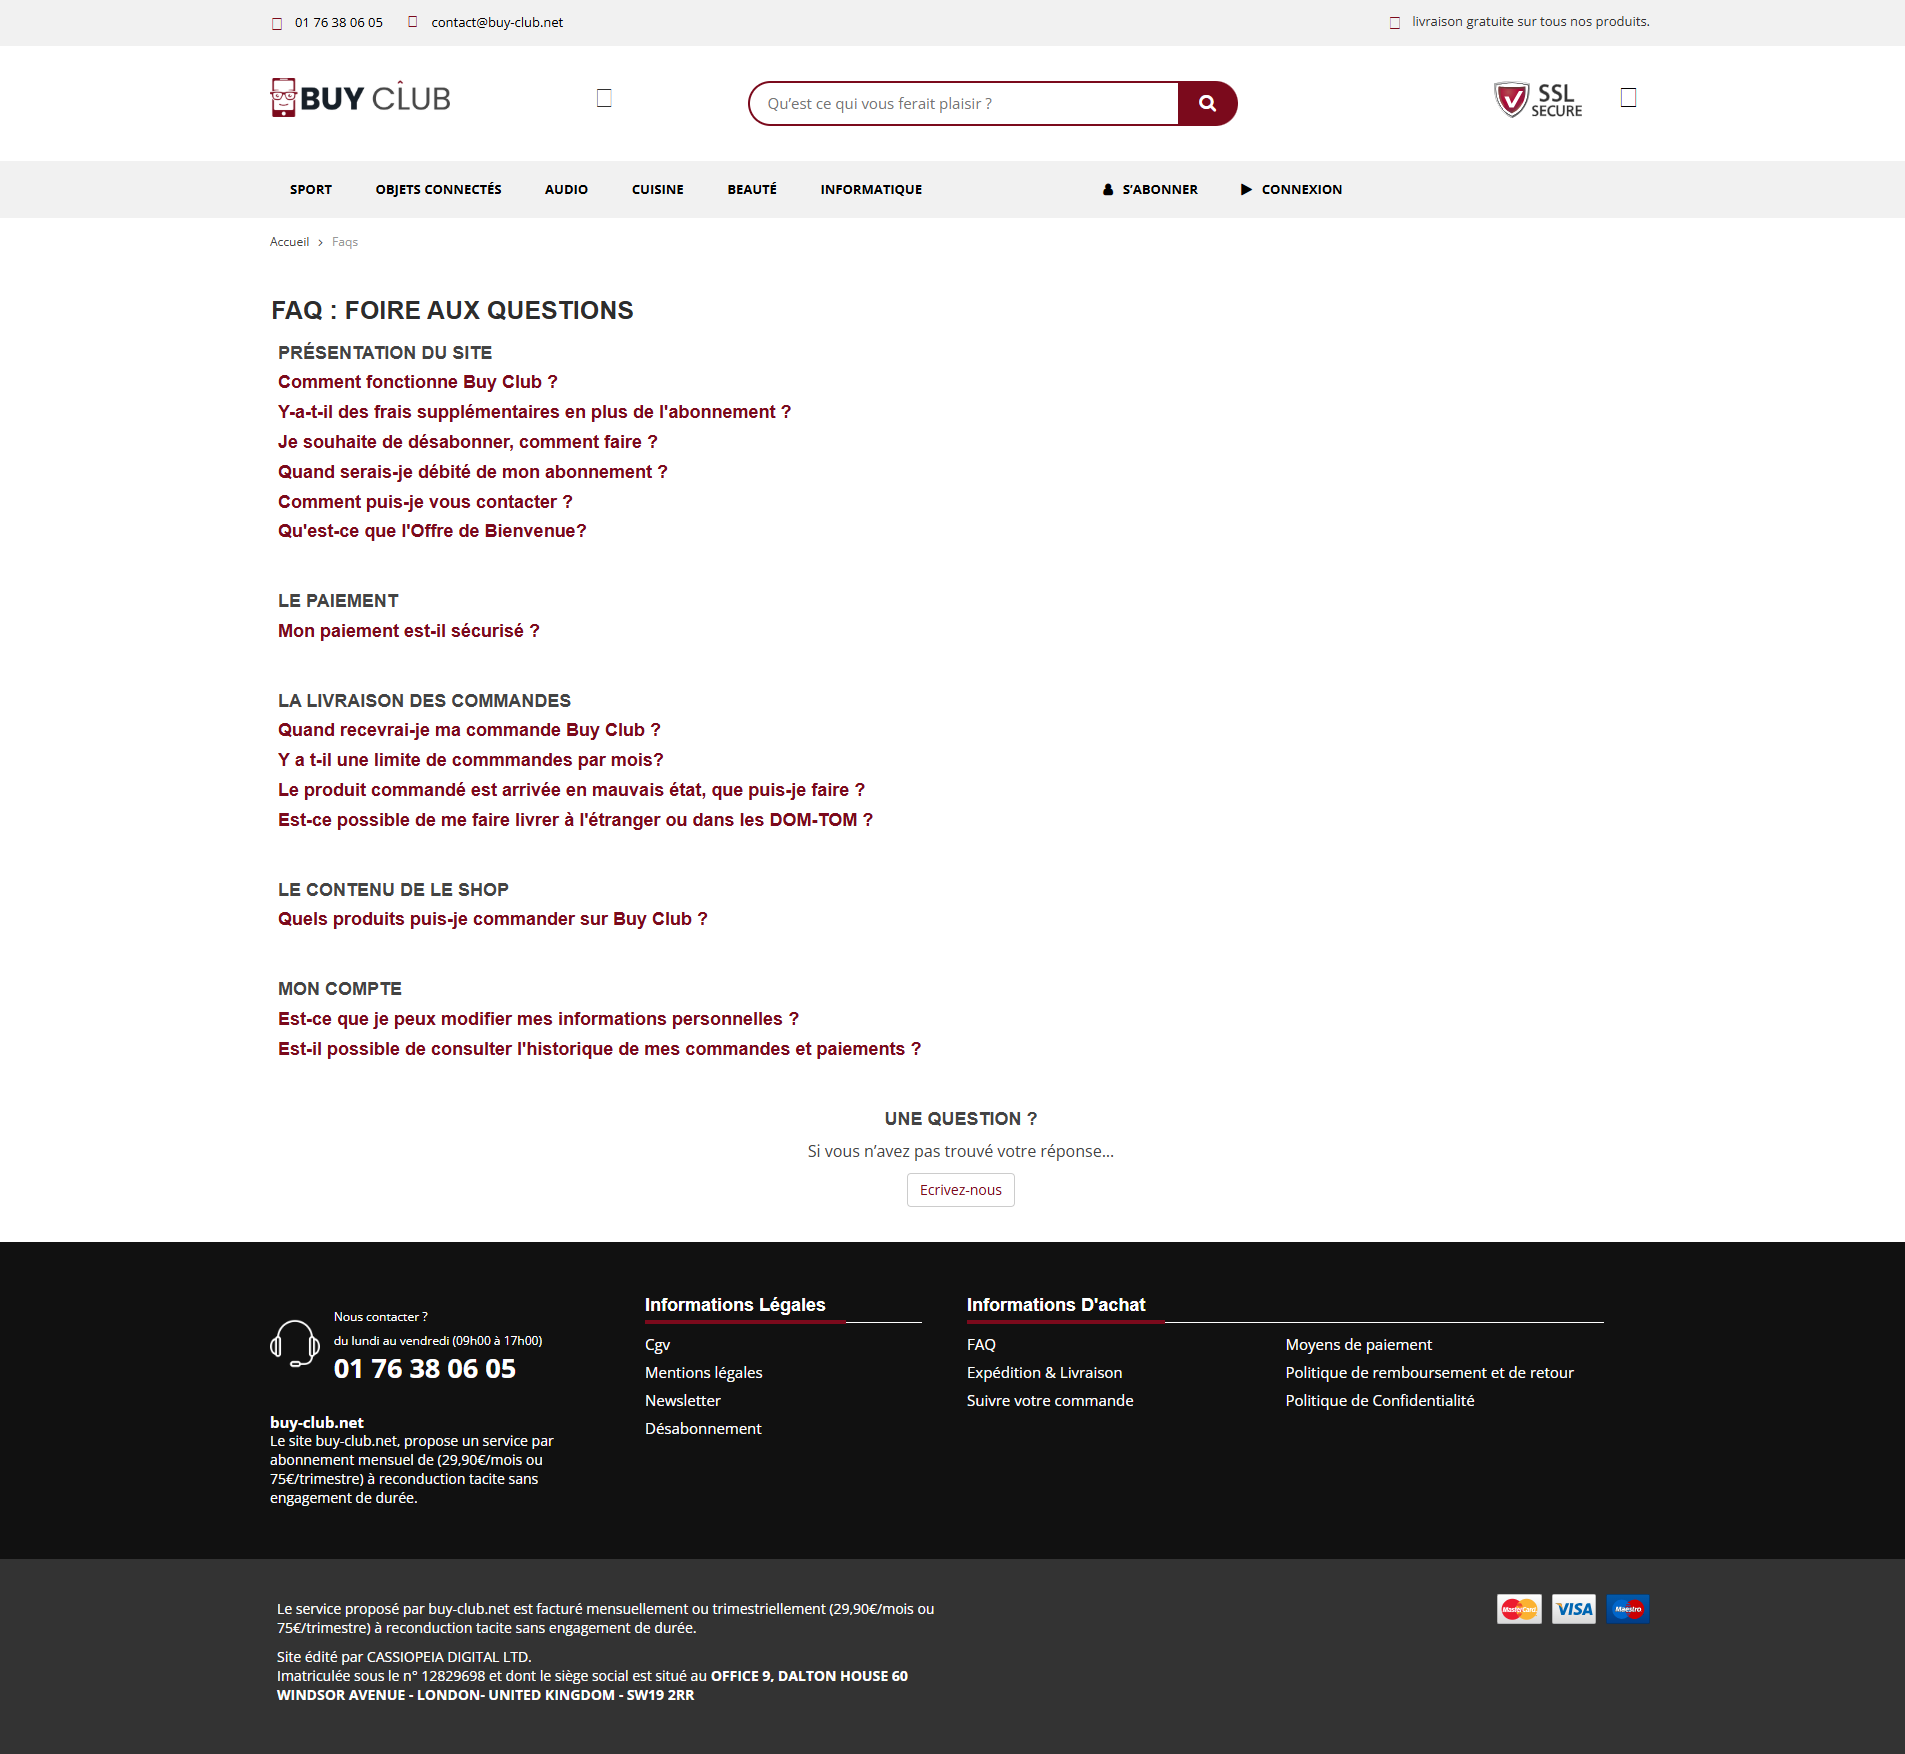 01 76 38 06 05
contact@buy-club.net
livraison gratuite sur tous nos produits.
BUY CLUB
Qu’est ce qui vous ferait plaisir ?
SSL
SECURE
SPORT
OBJETS CONNECTÉS
AUDIO
CUISINE
BEAUTÉ
INFORMATIQUE
S’ABONNER
CONNEXION
Accueil > Faqs
FAQ : FOIRE AUX QUESTIONS
PRÉSENTATION DU SITE
Comment fonctionne Buy Club ?
Y-a-t-il des frais supplémentaires en plus de l'abonnement ?
Je souhaite de désabonner, comment faire ?
Quand serais-je débité de mon abonnement ?
Comment puis-je vous contacter ?
Qu'est-ce que l'Offre de Bienvenue?
LE PAIEMENT
Mon paiement est-il sécurisé ?
LA LIVRAISON DES COMMANDES
Quand recevrai-je ma commande Buy Club ?
Y a t-il une limite de commmandes par mois?
Le produit commandé est arrivée en mauvais état, que puis-je faire ?
Est-ce possible de me faire livrer à l'étranger ou dans les DOM-TOM ?
LE CONTENU DE LE SHOP
Quels produits puis-je commander sur Buy Club ?
MON COMPTE
Est-ce que je peux modifier mes informations personnelles ?
Est-il possible de consulter l'historique de mes commandes et paiements ?
UNE QUESTION ?
Si vous n’avez pas trouvé votre réponse...
Ecrivez-nous
Nous contacter ?
du lundi au vendredi (09h00 à 17h00)
01 76 38 06 05
buy-club.net
Le site buy-club.net, propose un service par
abonnement mensuel de (29,90€/mois ou
75€/trimestre) à reconduction tacite sans
engagement de durée.
Informations Légales
Cgv
Mentions légales
Newsletter
Désabonnement
Informations D'achat
FAQ
Expédition & Livraison
Suivre votre commande
Moyens de paiement
Politique de remboursement et de retour
Politique de Confidentialité
Le service proposé par buy-club.net est facturé mensuellement ou trimestriellement (29,90€/mois ou
75€/trimestre) à reconduction tacite sans engagement de durée.
Site édité par CASSIOPEIA DIGITAL LTD.
Imatriculée sous le n° 12829698 et dont le siège social est situé au OFFICE 9, DALTON HOUSE 60
WINDSOR AVENUE - LONDON- UNITED KINGDOM - SW19 2RR
MasterCard
VISA
Maestro